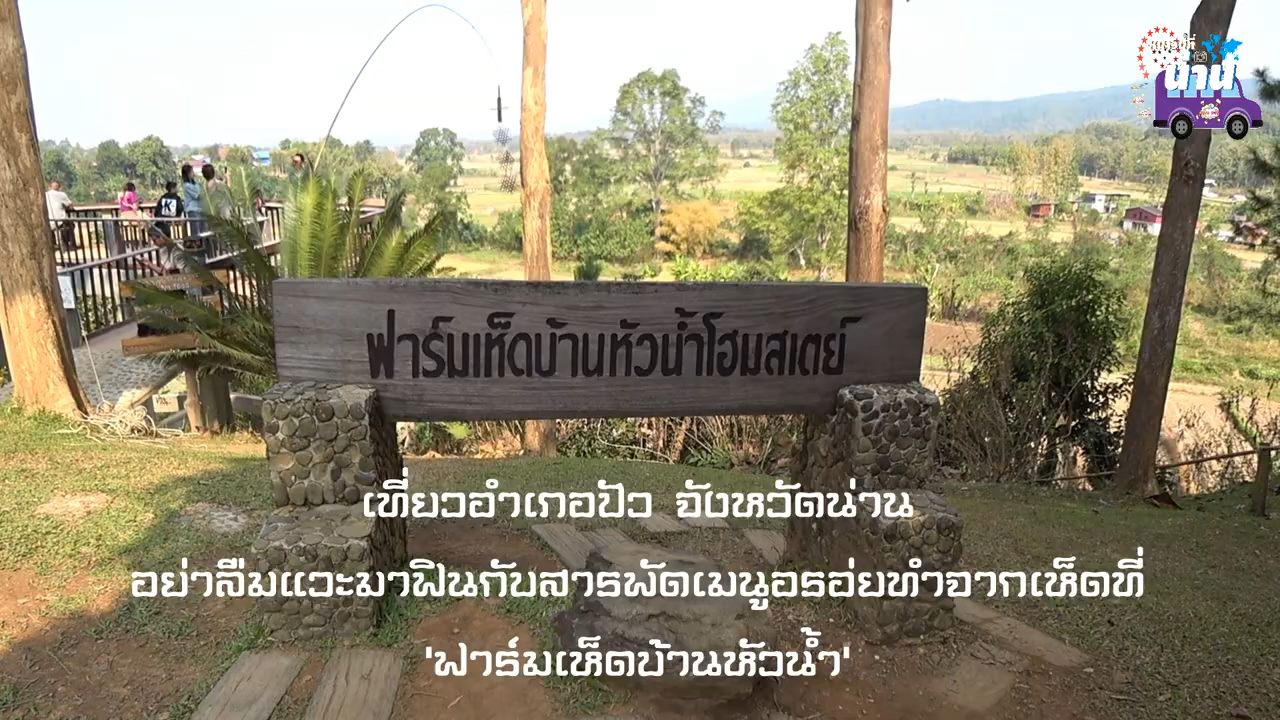 น่าน
ฟาร์มเห็ดบ้านหัวน้ำโฮมสเตย์
เที่ยวอำเภอปัว จังหวัดน่าน
อย่าลืมแวะมาฟินกับสารพัดเมนูอร่อยทำจากเห็ดที่
'ฟาร์มเห็ดบ้านหัวน้ำ'